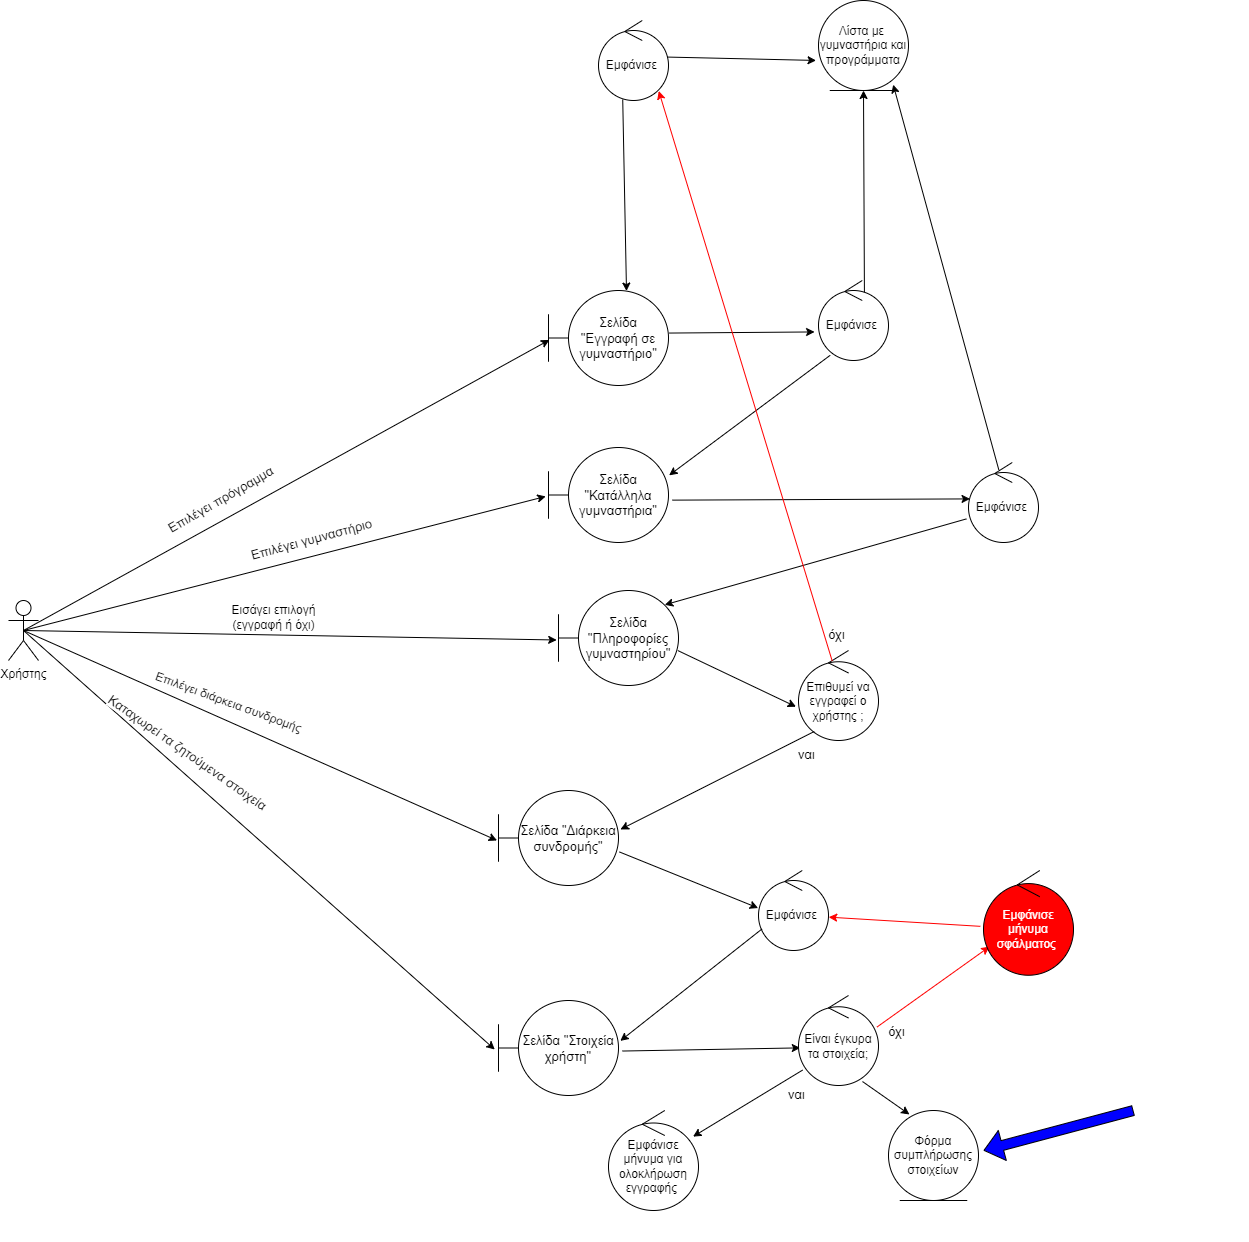 Λίστα με
γυμναστήρια και
προγράμματα
Εμφάνισε
Σελίδα
"Εγγραφή σε
γυμναστήριο"
Εμφάνισε
Επιλέγει πρόγραμμα
Σελίδα
"Κατάλληλα
γυμναστήρια"
Εμφάνισε
Επιλέγει γυμναστήριο
Εισάγει επιλογή
(εγγραφή ή όχι)
Σελίδα
"Πληροφορίες
γυμναστηρίου"
όχι
Χρήστης
Επιθυμεί να
εγγραφεί ο
χρήστης ;
ναι
Επιλέγει διάρκεια συνδρομής
Καταχωρεί τα ζητούμενα στοιχεία
Σελίδα "Διάρκεια
συνδρομής"
Εμφάνισε
Εμφάνισε
μήνυμα
σφάλματος
Σελίδα "Στοιχεία
χρήστη"
Είναι έγκυρα
τα στοιχεία;
όχι
ναι
Εμφάνισε
μήνυμα για
ολοκλήρωση
εγγραφής
Φόρμα
συμπλήρωσης
στοιχείων